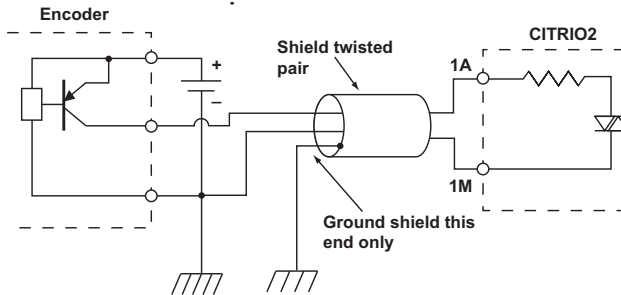 Encoder
CITRIO2
Shield twisted
pair
1A
+
–
1M
Ground shield this
end only